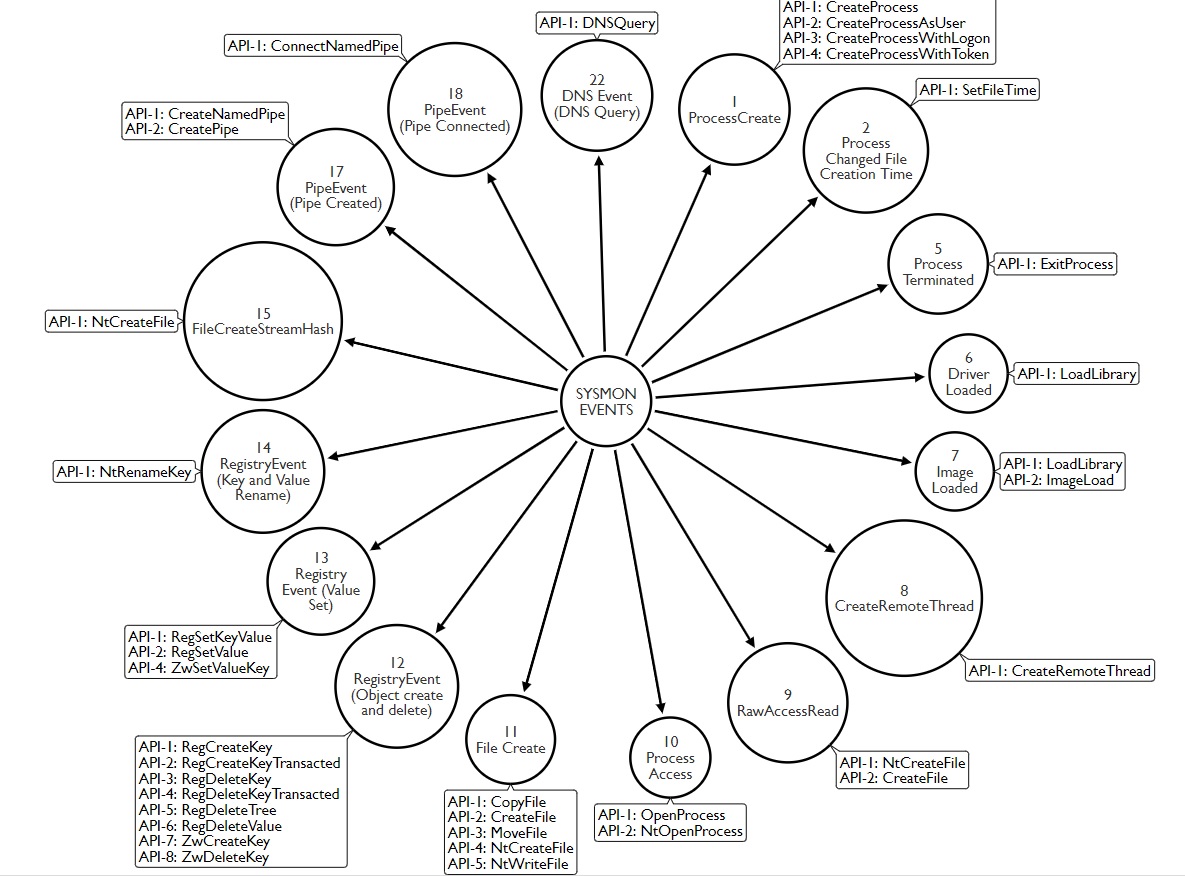 API-1: CreateProcess
API-2: CreateProcessAsUser
API-3: CreateProcessWithLogon
API-4: CreateProcessWithToken
1
ProcessCreate
API-1: SetFileTime
2
Process
Changed File
Creation Time
5
Process
Terminated
API-1: ExitProcess
6
Driver
Loaded
API-1: LoadLibrary
7
Image
Loaded
API-1: LoadLibrary
API-2: ImageLoad
8
CreateRemoteThread
API-1: CreateRemoteThread
9
RawAccessRead
API-1: NtCreateFile
API-2: CreateFile
10
Process
Access
API-1: OpenProcess
API-2: NtOpenProcess
11
File Create
API-1: CopyFile
API-2: CreateFile
API-3: MoveFile
API-4: NtCreateFile
API-5: NtWriteFile
12
RegistryEvent
(Object create
and delete)
API-1: RegCreateKey
API-2: RegCreateKeyTransacted
API-3: RegDeleteKey
API-4: RegDeleteKeyTransacted
API-5: RegDeleteTree
API-6: RegDeleteValue
API-7: ZwCreateKey
API-8: ZwDeleteKey
13
Registry
Event (Value
Set)
API-1: RegSetKeyValue
API-2: RegSetValue
API-4: ZwSetValueKey
14
RegistryEvent
(Key and Value
Rename)
API-1: NtRenameKey
15
FileCreateStreamHash
API-1: NtCreateFile
17
PipeEvent
(Pipe Created)
API-1: CreateNamedPipe
API-2: CreatePipe
18
PipeEvent
(Pipe Connected)
API-1: ConnectNamedPipe
22
DNS Event
(DNS Query)
API-1: DNSQuery
SYSMON
EVENTS